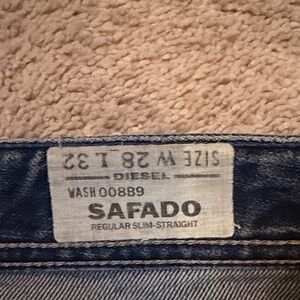 SIZE W 28 L 32
DIESEL
WASH 008B9
SAFADO
REGULAR SLIM-STRAIGHT